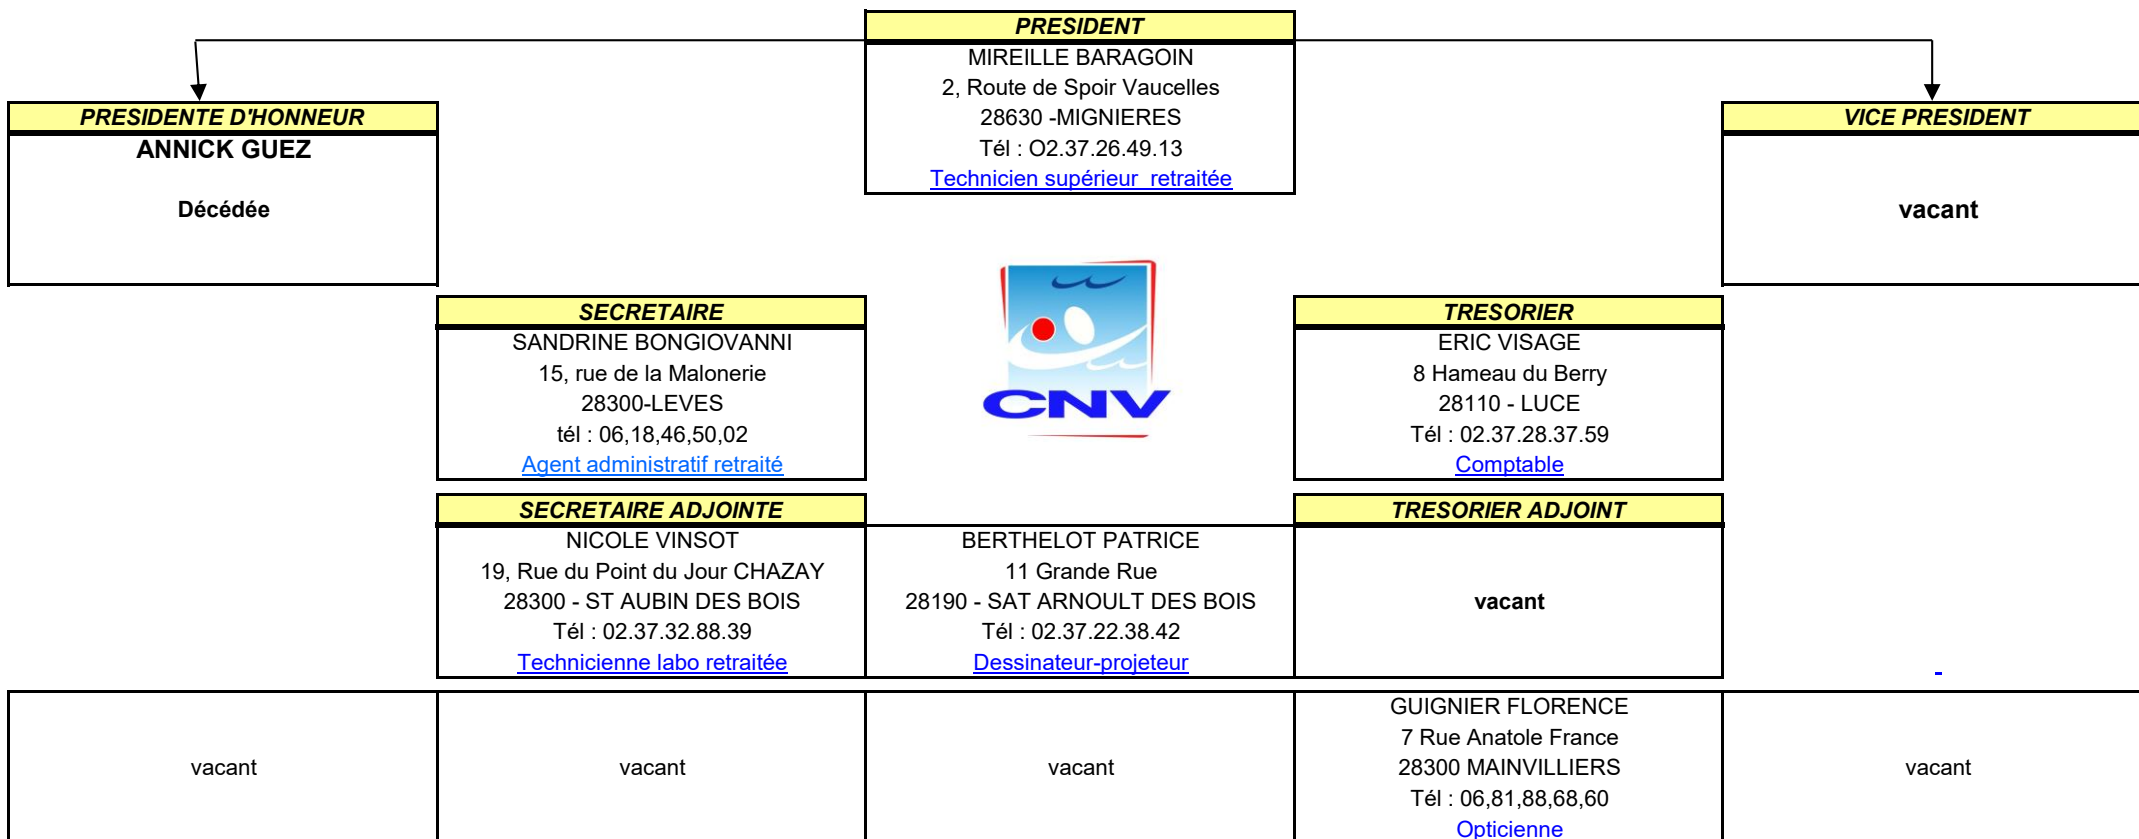 PRESIDENT
MIREILLE BARAGOIN
2, Route de Spoir Vaucelles
28630 -MIGNIERES
Tél : O2.37.26.49.13
Technicien supérieur  retraitée
PRESIDENTE D'HONNEUR
ANNICK GUEZ
Décédée
VICE PRESIDENT
vacant
SECRETAIRE
SANDRINE BONGIOVANNI
15, rue de la Malonerie
28300-LEVES
tél : 06,18,46,50,02
Agent administratif retraité
CNV
TRESORIER
ERIC VISAGE
8 Hameau du Berry
28110 - LUCE
Tél : 02.37.28.37.59
Comptable
SECRETAIRE ADJOINTE
NICOLE VINSOT
19, Rue du Point du Jour CHAZAY
28300 - ST AUBIN DES BOIS
Tél : 02.37.32.88.39
Technicienne labo retraitée
BERTHELOT PATRICE
11 Grande Rue
28190 - SAT ARNOULT DES BOIS
Tél : 02.37.22.38.42
Dessinateur-projeteur
TRESORIER ADJOINT
vacant
vacant
vacant
vacant
GUIGNIER FLORENCE
7 Rue Anatole France
28300 MAINVILLIERS
Tél : 06,81,88,68,60
Opticienne
vacant